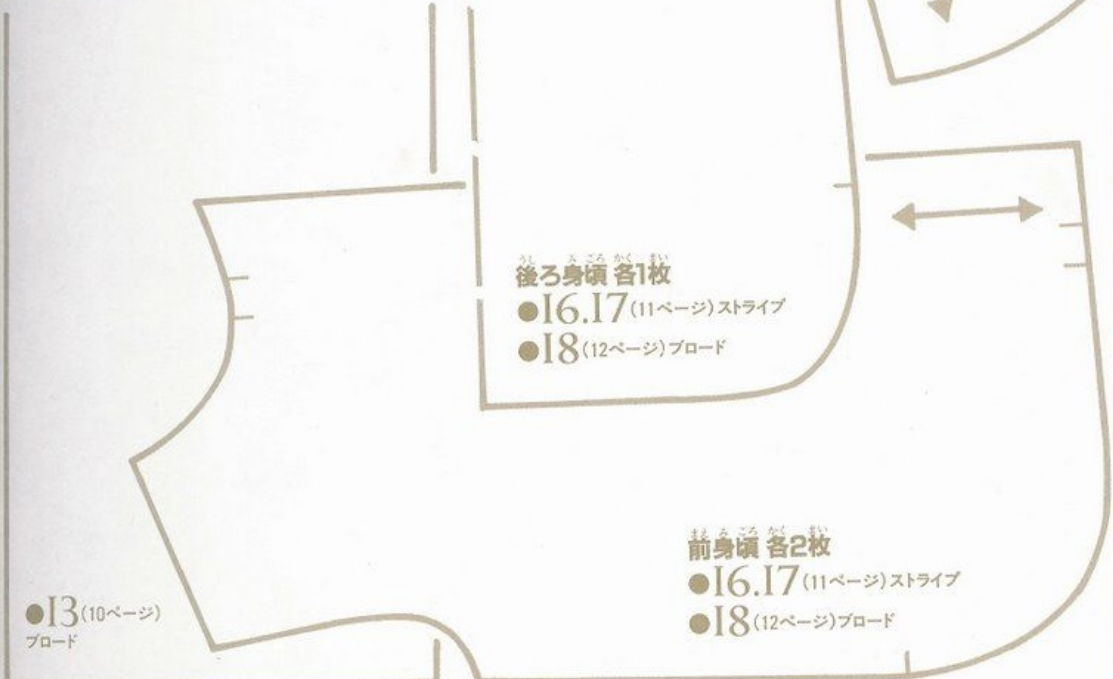 後ろ身頃 各1枚
●16.17(11ページ)ストライプ
●18(12ページ)ブロード
前身頃 各2枚
●16.17(11ページ)ストライプ
●18(12ページ)ブロード
●13(10ページ)
ブロード